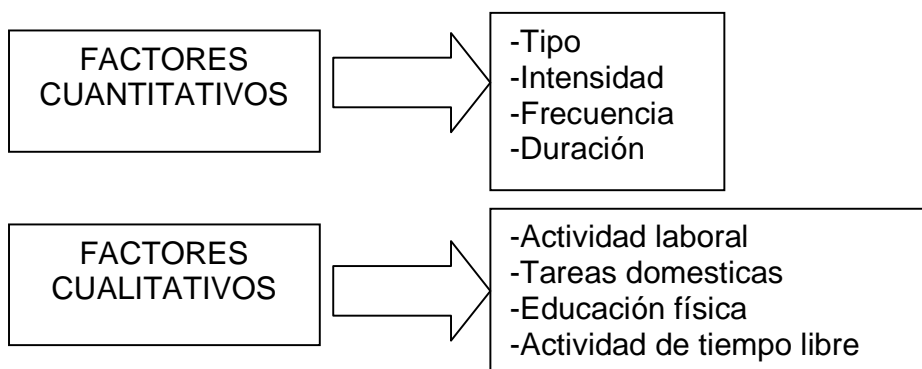 FACTORES
CUANTITATIVOS
-Tipo
-Intensidad
-Frecuencia
-Duración
FACTORES
CUALITATIVOS
-Actividad laboral
-Tareas domesticas
-Educación física
-Actividad de tiempo libre